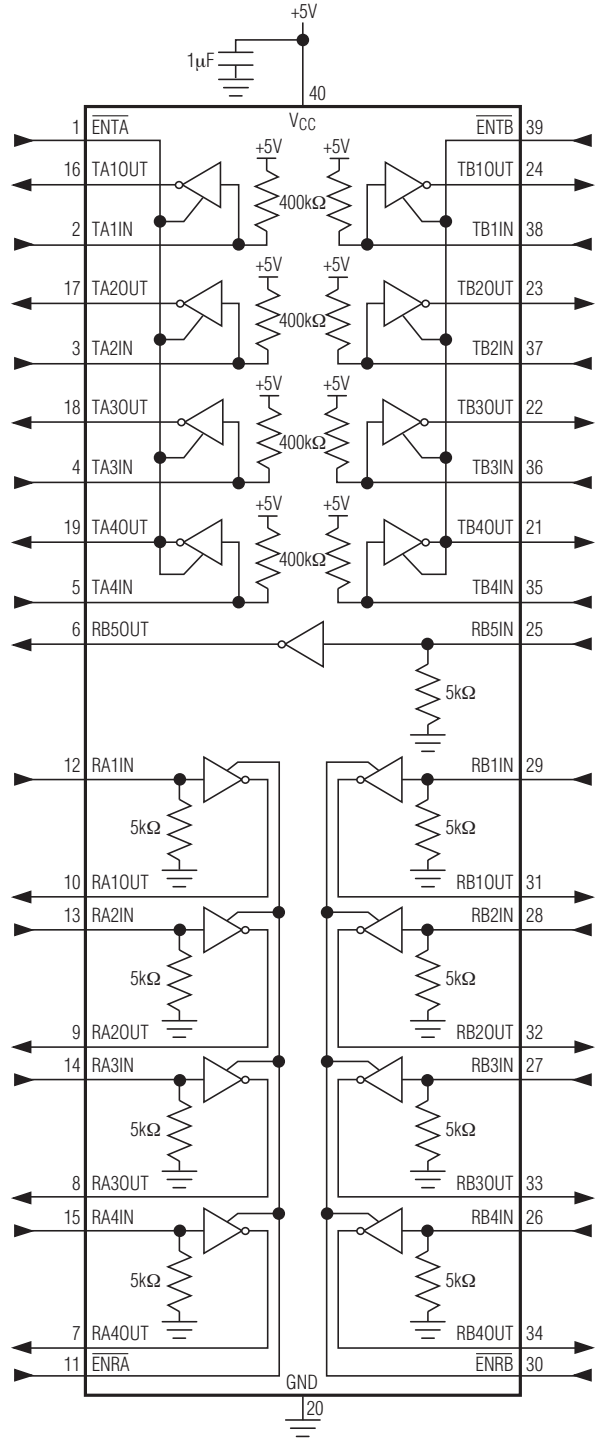 +5V
1μF
40
VCC
1 ENTA ENTB 39
16 TA1OUT +5V +5V TB1OUT 24
400kΩ
2 TA1IN TB1IN 38
17 TA2OUT +5V +5V TB2OUT 23
400kΩ
3 TA2IN TB2IN 37
18 TA3OUT +5V +5V TB3OUT 22
400kΩ
4 TA3IN TB3IN 36
19 TA4OUT +5V +5V TB4OUT 21
400kΩ
5 TA4IN TB4IN 35
6 RB5OUT RB5IN 25
5kΩ
12 RA1IN RB1IN 29
5kΩ 5kΩ
10 RA1OUT RB1OUT 31
13 RA2IN RB2IN 28
5kΩ 5kΩ
9 RA2OUT RB2OUT 32
14 RA3IN RB3IN 27
5kΩ 5kΩ
8 RA3OUT RB3OUT 33
15 RA4IN RB4IN 26
5kΩ 5kΩ
7 RA4OUT RB4OUT 34
11 ENRA ENRB 30
GND
20